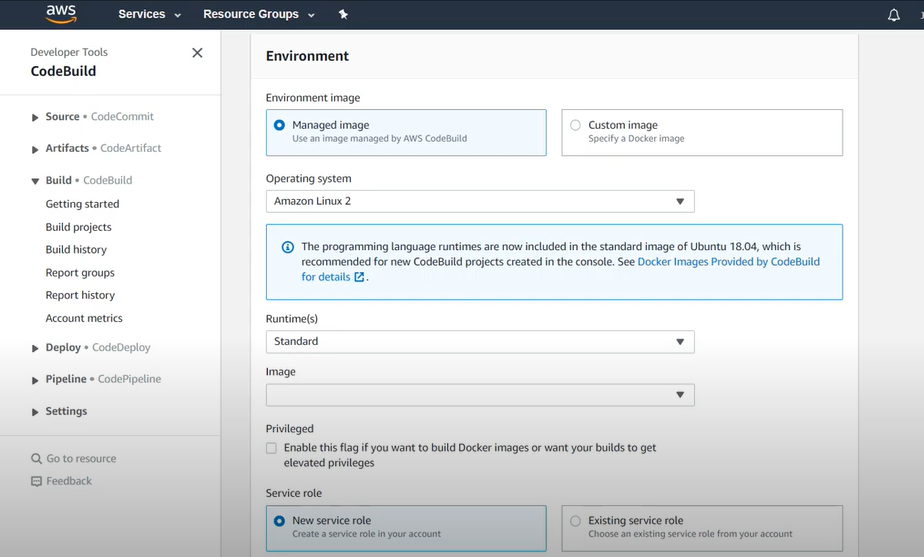 aws
Services
Resource Groups
Developer Tools
CodeBuild
Source • CodeCommit
Artifacts • CodeArtifact
Build • CodeBuild
Getting started
Build projects
Build history
Report groups
Report history
Account metrics
Deploy • CodeDeploy
Pipeline • CodePipeline
Settings
Go to resource
Feedback
Environment
Environment image
Managed image
Use an image managed by AWS CodeBuild
Custom image
Specify a Docker image
Operating system
Amazon Linux 2
The programming language runtimes are now included in the standard image of Ubuntu 18.04, which is
recommended for new CodeBuild projects created in the console. See Docker Images Provided by CodeBuild
for details .
Runtime(s)
Standard
Image
Privileged
Enable this flag if you want to build Docker images or want your builds to get
elevated privileges
Service role
New service role
Create a service role in your account
Existing service role
Choose an existing service role from your account